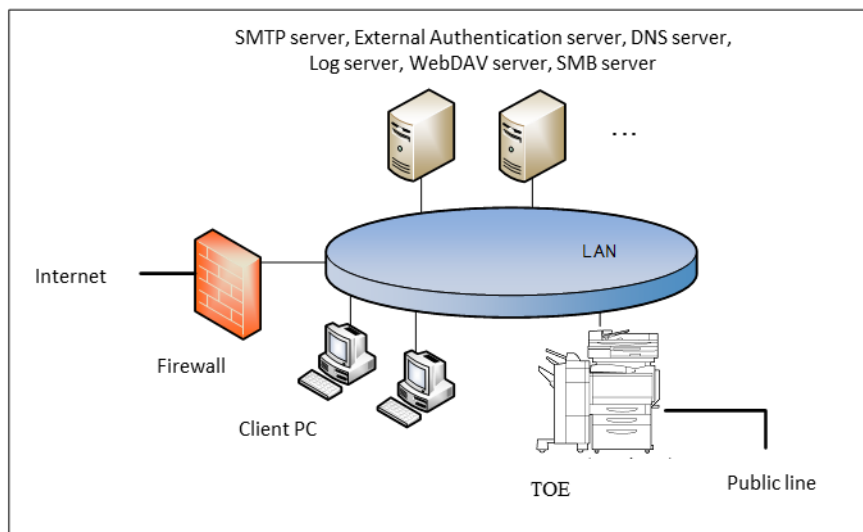 SMTP server, External Authentication server, DNS server,
Log server, WebDAV server, SMB server
...
LAN
Internet
Firewall
Client PC
TOE
Public line